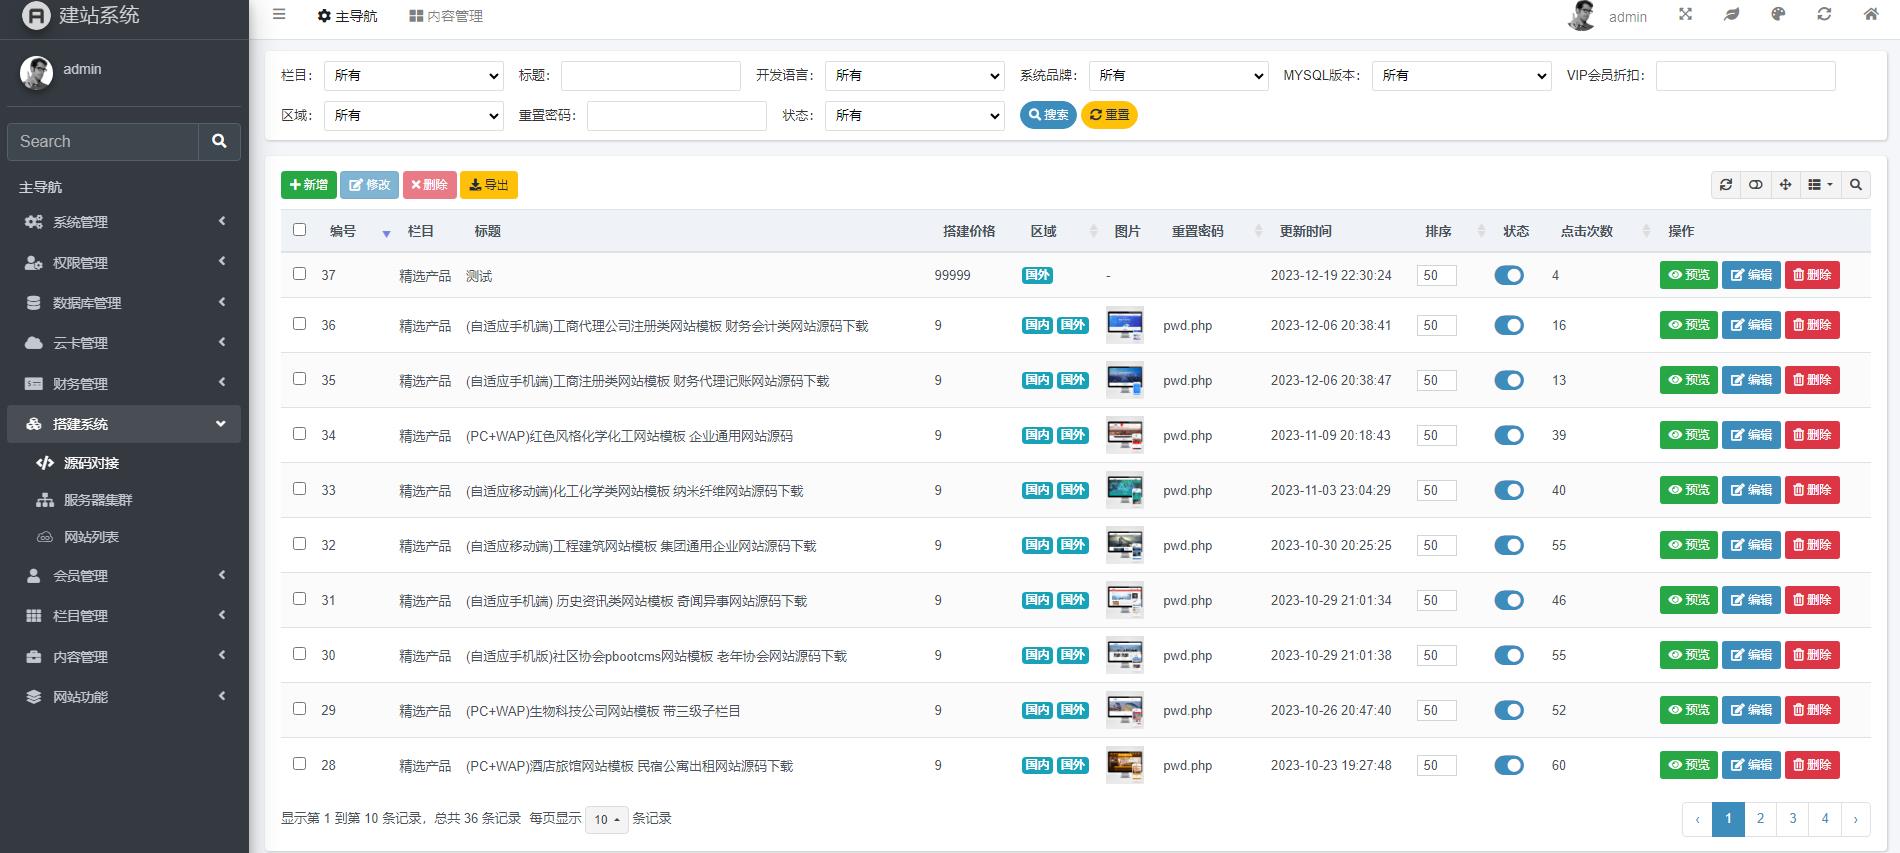 建站系统
主导航
内容管理
admin
admin
Search
主导航
系统管理
权限管理
数据库管理
云卡管理
财务管理
搭建系统
源码对接
服务器集群
网站列表
会员管理
栏目管理
内容管理
网站功能
栏目： 所有 标题： 开发语言： 所有 系统品牌： 所有 MYSQL版本： 所有 VIP会员折扣：
区域： 所有 重置密码： 状态： 所有 搜索 重置
新增 修改 删除 导出
编号 栏目 标题 搭建价格 区域 图片 重置密码 更新时间 排序 状态 点击次数 操作
37 精选产品 测试 99999 国外 - 2023-12-19 22:30:24 50 4 预览 编辑 删除
36 精选产品 (自适应手机端)工商代理公司注册类网站模板 财务会计类网站源码下载 9 国内 国外 pwd.php 2023-12-06 20:38:41 50 16 预览 编辑 删除
35 精选产品 (自适应手机端)工商注册类网站模板 财务代理记账网站源码下载 9 国内 国外 pwd.php 2023-12-06 20:38:47 50 13 预览 编辑 删除
34 精选产品 (PC+WAP)红色风格化学化工网站模板 企业通用网站源码 9 国内 国外 pwd.php 2023-11-09 20:18:43 50 39 预览 编辑 删除
33 精选产品 (自适应移动端)化工化学类网站模板 纳米纤维网站源码下载 9 国内 国外 pwd.php 2023-11-03 23:04:29 50 40 预览 编辑 删除
32 精选产品 (自适应移动端)工程建筑网站模板 集团通用企业网站源码下载 9 国内 国外 pwd.php 2023-10-30 20:25:25 50 55 预览 编辑 删除
31 精选产品 (自适应手机端) 历史资讯类网站模板 奇闻异事网站源码下载 9 国内 国外 pwd.php 2023-10-29 21:01:34 50 46 预览 编辑 删除
30 精选产品 (自适应手机版)社区协会pbootcms网站模板 老年协会网站源码下载 9 国内 国外 pwd.php 2023-10-29 21:01:38 50 55 预览 编辑 删除
29 精选产品 (PC+WAP)生物科技公司网站模板 带三级子栏目 9 国内 国外 pwd.php 2023-10-26 20:47:40 50 52 预览 编辑 删除
28 精选产品 (PC+WAP)酒店旅馆网站模板 民宿公寓出租网站源码下载 9 国内 国外 pwd.php 2023-10-23 19:27:48 50 60 预览 编辑 删除
显示第 1 到第 10 条记录，总共 36 条记录 每页显示 10 条记录
‹ 1 2 3 4 ›